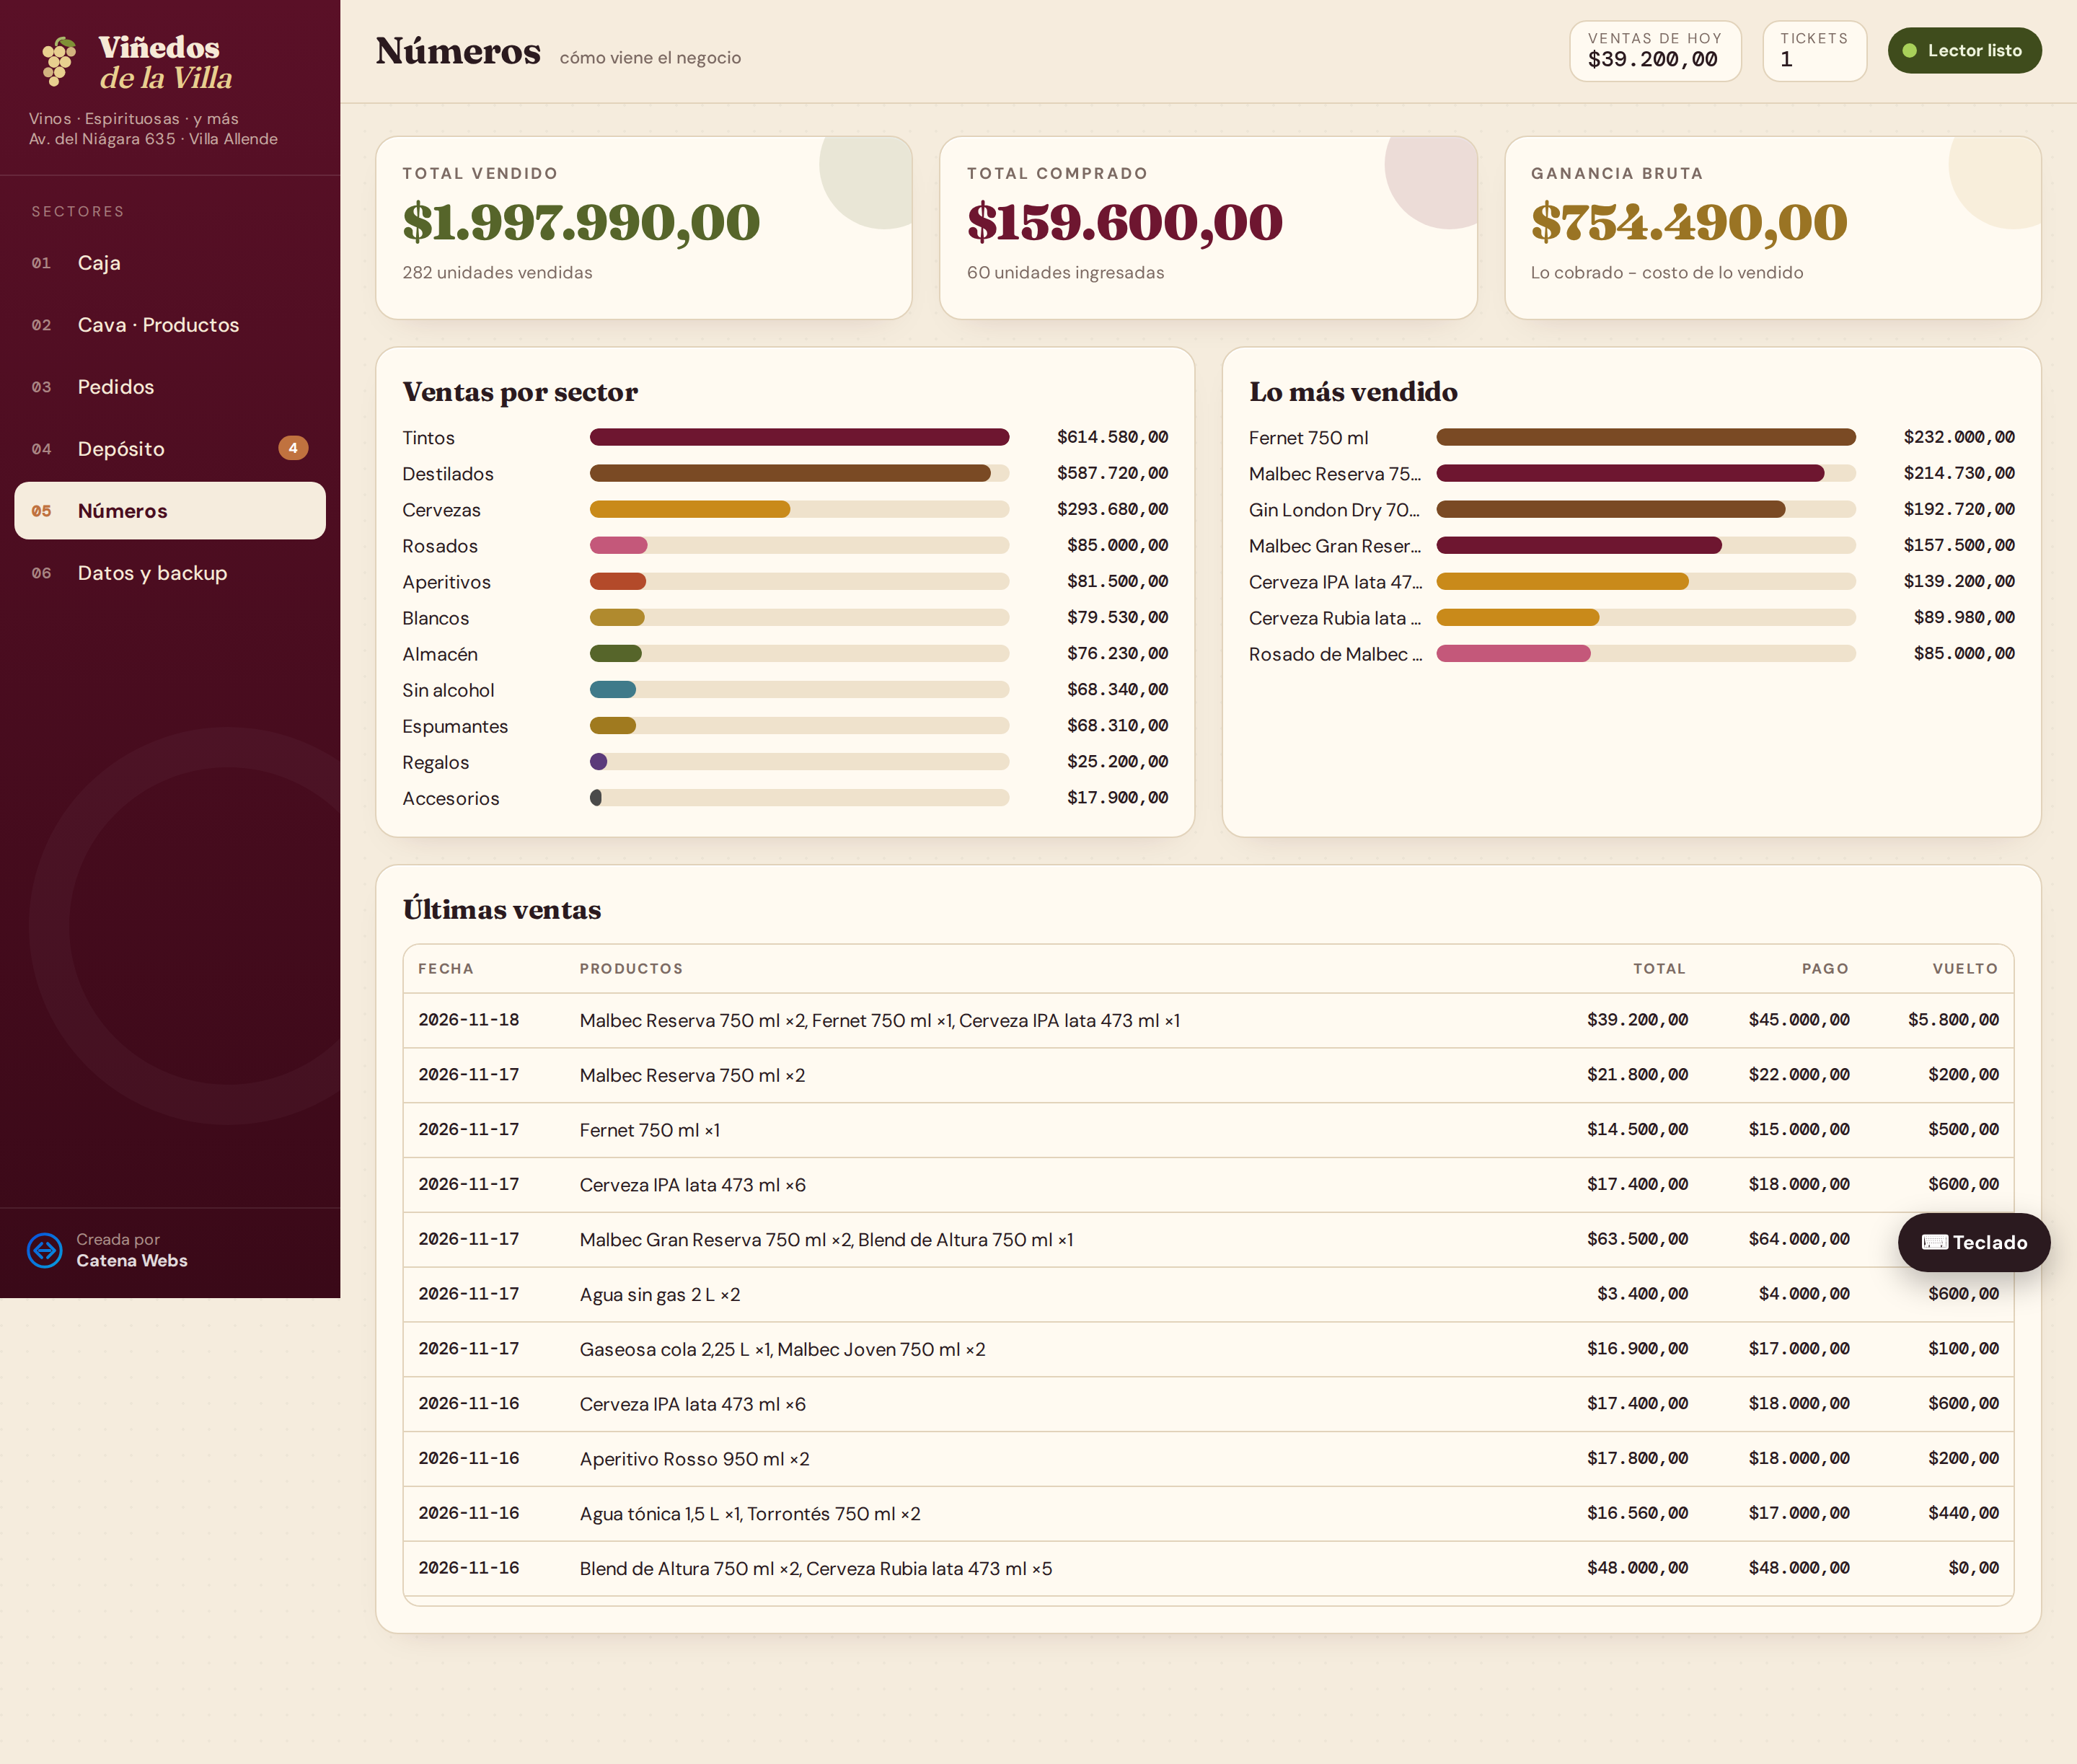 Viñedos
de la Villa
Vinos · Espirituosas · y más
Av. del Niágara 635 · Villa Allende
SECTORES
01 Caja
02 Cava · Productos
03 Pedidos
04 Depósito 4
05 Números
06 Datos y backup
Creada por
Catena Webs
Números cómo viene el negocio
VENTAS DE HOY
$39.200,00
TICKETS
1
Lector listo
TOTAL VENDIDO
$1.997.990,00
282 unidades vendidas
TOTAL COMPRADO
$159.600,00
60 unidades ingresadas
GANANCIA BRUTA
$754.490,00
Lo cobrado - costo de lo vendido
Ventas por sector
Tintos $614.580,00
Destilados $587.720,00
Cervezas $293.680,00
Rosados $85.000,00
Aperitivos $81.500,00
Blancos $79.530,00
Almacén $76.230,00
Sin alcohol $68.340,00
Espumantes $68.310,00
Regalos $25.200,00
Accesorios $17.900,00
Lo más vendido
Fernet 750 ml $232.000,00
Malbec Reserva 75... $214.730,00
Gin London Dry 70... $192.720,00
Malbec Gran Reser... $157.500,00
Cerveza IPA lata 47... $139.200,00
Cerveza Rubia lata ... $89.980,00
Rosado de Malbec ... $85.000,00
Últimas ventas
FECHA PRODUCTOS TOTAL PAGO VUELTO
2026-11-18 Malbec Reserva 750 ml ×2, Fernet 750 ml ×1, Cerveza IPA lata 473 ml ×1 $39.200,00 $45.000,00 $5.800,00
2026-11-17 Malbec Reserva 750 ml ×2 $21.800,00 $22.000,00 $200,00
2026-11-17 Fernet 750 ml ×1 $14.500,00 $15.000,00 $500,00
2026-11-17 Cerveza IPA lata 473 ml ×6 $17.400,00 $18.000,00 $600,00
2026-11-17 Malbec Gran Reserva 750 ml ×2, Blend de Altura 750 ml ×1 $63.500,00 $64.000,00
Teclado
2026-11-17 Agua sin gas 2 L ×2 $3.400,00 $4.000,00 $600,00
2026-11-17 Gaseosa cola 2,25 L ×1, Malbec Joven 750 ml ×2 $16.900,00 $17.000,00 $100,00
2026-11-16 Cerveza IPA lata 473 ml ×6 $17.400,00 $18.000,00 $600,00
2026-11-16 Aperitivo Rosso 950 ml ×2 $17.800,00 $18.000,00 $200,00
2026-11-16 Agua tónica 1,5 L ×1, Torrontés 750 ml ×2 $16.560,00 $17.000,00 $440,00
2026-11-16 Blend de Altura 750 ml ×2, Cerveza Rubia lata 473 ml ×5 $48.000,00 $48.000,00 $0,00